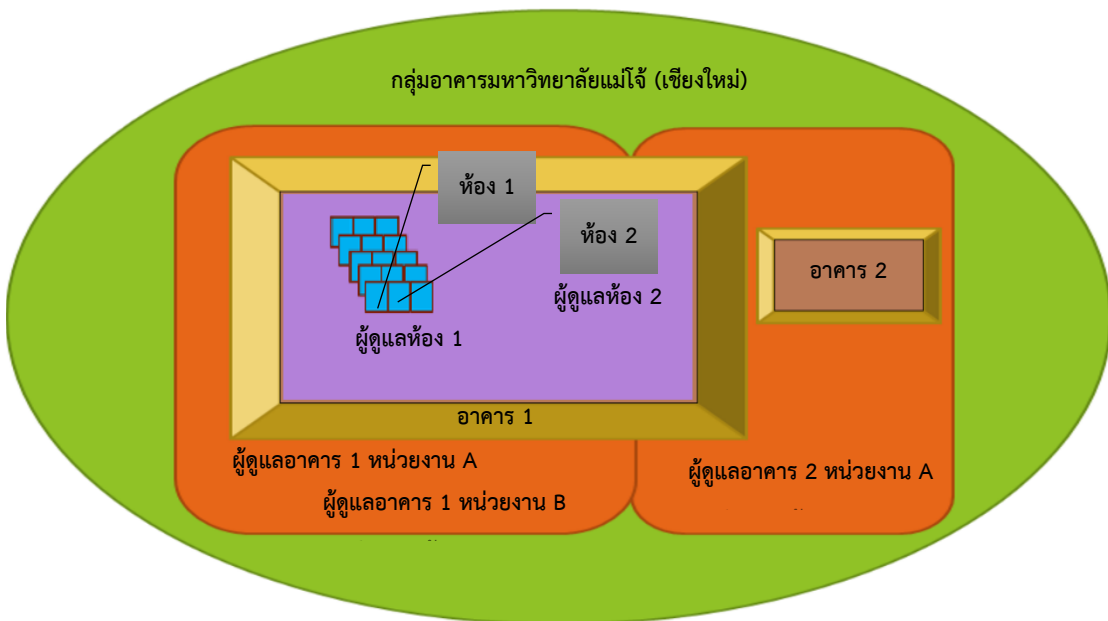 กลุ่มอาคารมหาวิทยาลัยแม่โจ้ (เชียงใหม่)
ห้อง 1
ห้อง 2
อาคาร 2
ผู้ดูแลห้อง 2
ผู้ดูแลห้อง 1
อาคาร 1
ผู้ดูแลอาคาร 1 หน่วยงาน A
ผู้ดูแลอาคาร 2 หน่วยงาน A
ผู้ดูแลอาคาร 1 หน่วยงาน B